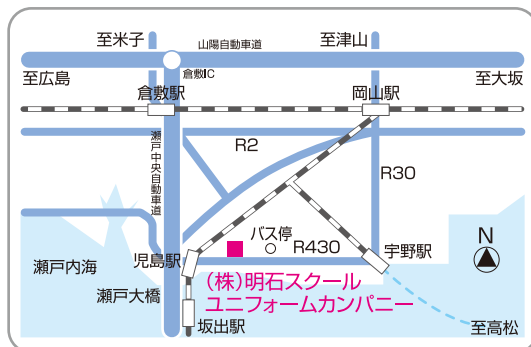 至米子
山陽自動車道
至津山
至広島
倉敷IC
至大坂
倉敷駅
岡山駅
瀬戸中央自動車道
R2
R30
バス停
児島駅
R430
宇野駅
N
瀬戸内海
(株)明石スクール
ユニフォームカンパニー
瀬戸大橋
坂出駅
至高松